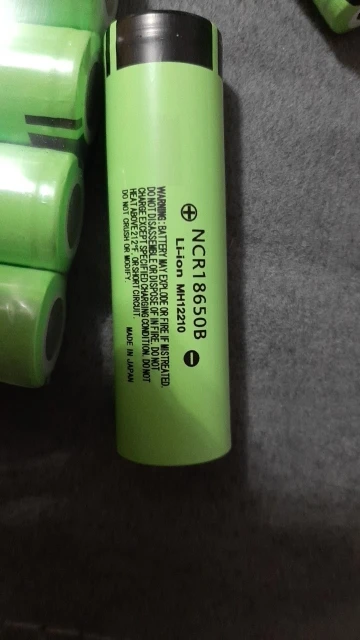 ⊕ NCR18650B ⊖
Li-ion MH12210
WARNING: BATTERY MAY EXPLODE OR FIRE IF MISTREATED.
DO NOT DISASSEMBLE OR DISPOSE OF IN FIRE. DO NOT
CHARGE EXCEPT SPECIFIED CHARGING CONDITION. DO NOT
HEAT ABOVE 212°F. OR SHORT CIRCUIT.
DO NOT CRUSH OR MODIFY. MADE IN JAPAN